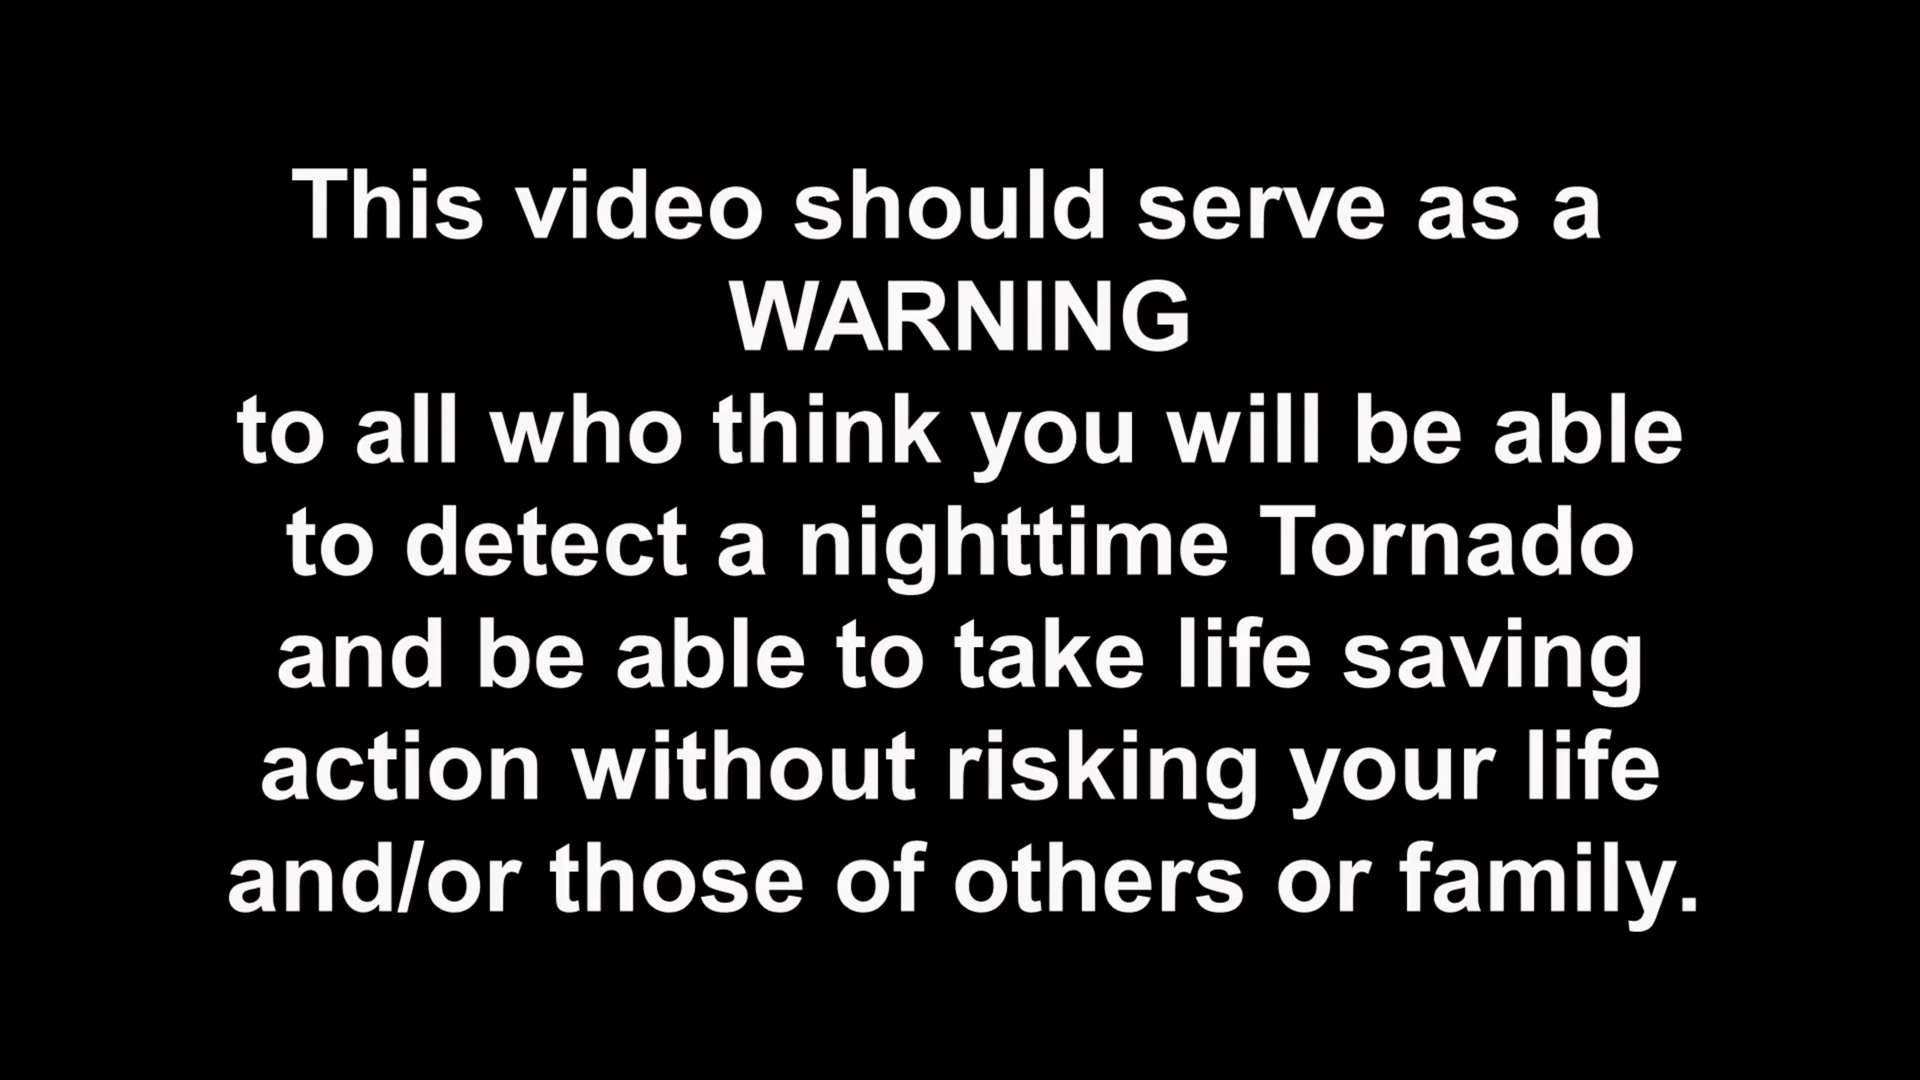 This video should serve as a
WARNING
to all who think you will be able
to detect a nighttime Tornado
and be able to take life saving
action without risking your life
and/or those of others or family.